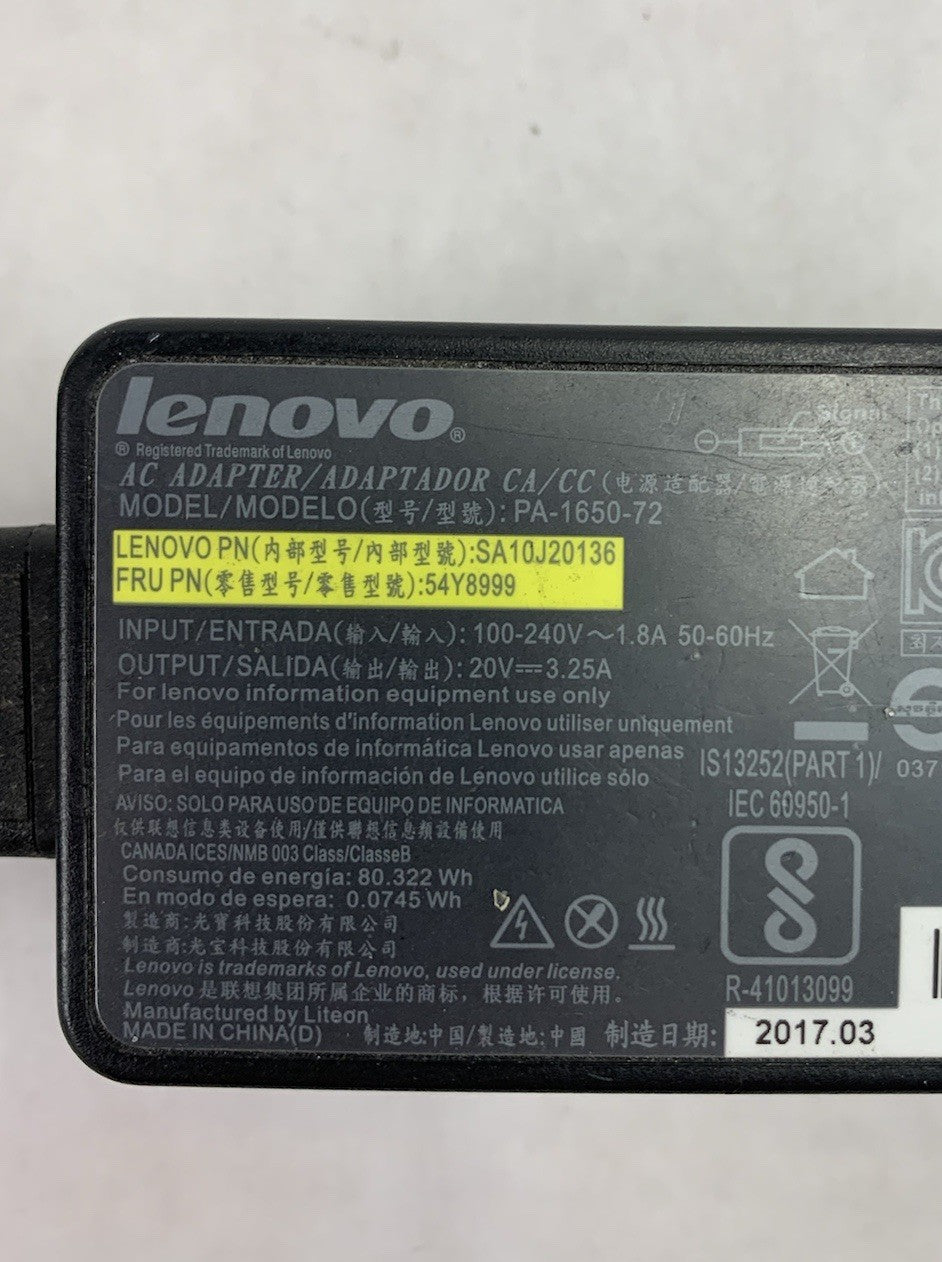 lenovo®
® Registered Trademark of Lenovo
AC ADAPTER/ADAPTADOR CA/CC (电源适配器/電源適配器)
MODEL/MODELO(型号/型號): PA-1650-72
LENOVO PN(内部型号/內部型號):SA10J20136
FRU PN(零售型号/零售型號):54Y8999
INPUT/ENTRADA(输入/輸入): 100-240V～1.8A 50-60Hz
OUTPUT/SALIDA(输出/輸出): 20V⎓3.25A
For lenovo information equipment use only
Pour les équipements d'information Lenovo utiliser uniquement
Para equipamentos de informática Lenovo usar apenas
Para el equipo de información de Lenovo utilice sólo
AVISO: SOLO PARA USO DE EQUIPO DE INFORMATICA
仅供联想信息类设备使用/僅供聯想信息類設備使用
CANADA ICES/NMB 003 Class/ClasseB
Consumo de energía: 80.322 Wh
En modo de espera: 0.0745 Wh
製造商:光寶科技股份有限公司
制造商:光宝科技股份有限公司
Lenovo is trademarks of Lenovo, used under license.
Lenovo 是联想集团所属企业的商标，根据许可使用。
Manufactured by Liteon
MADE IN CHINA(D) 制造地:中国/製造地:中國 制造日期: 2017.03
Signal
IS13252(PART 1)/
IEC 60950-1
037
R-41013099